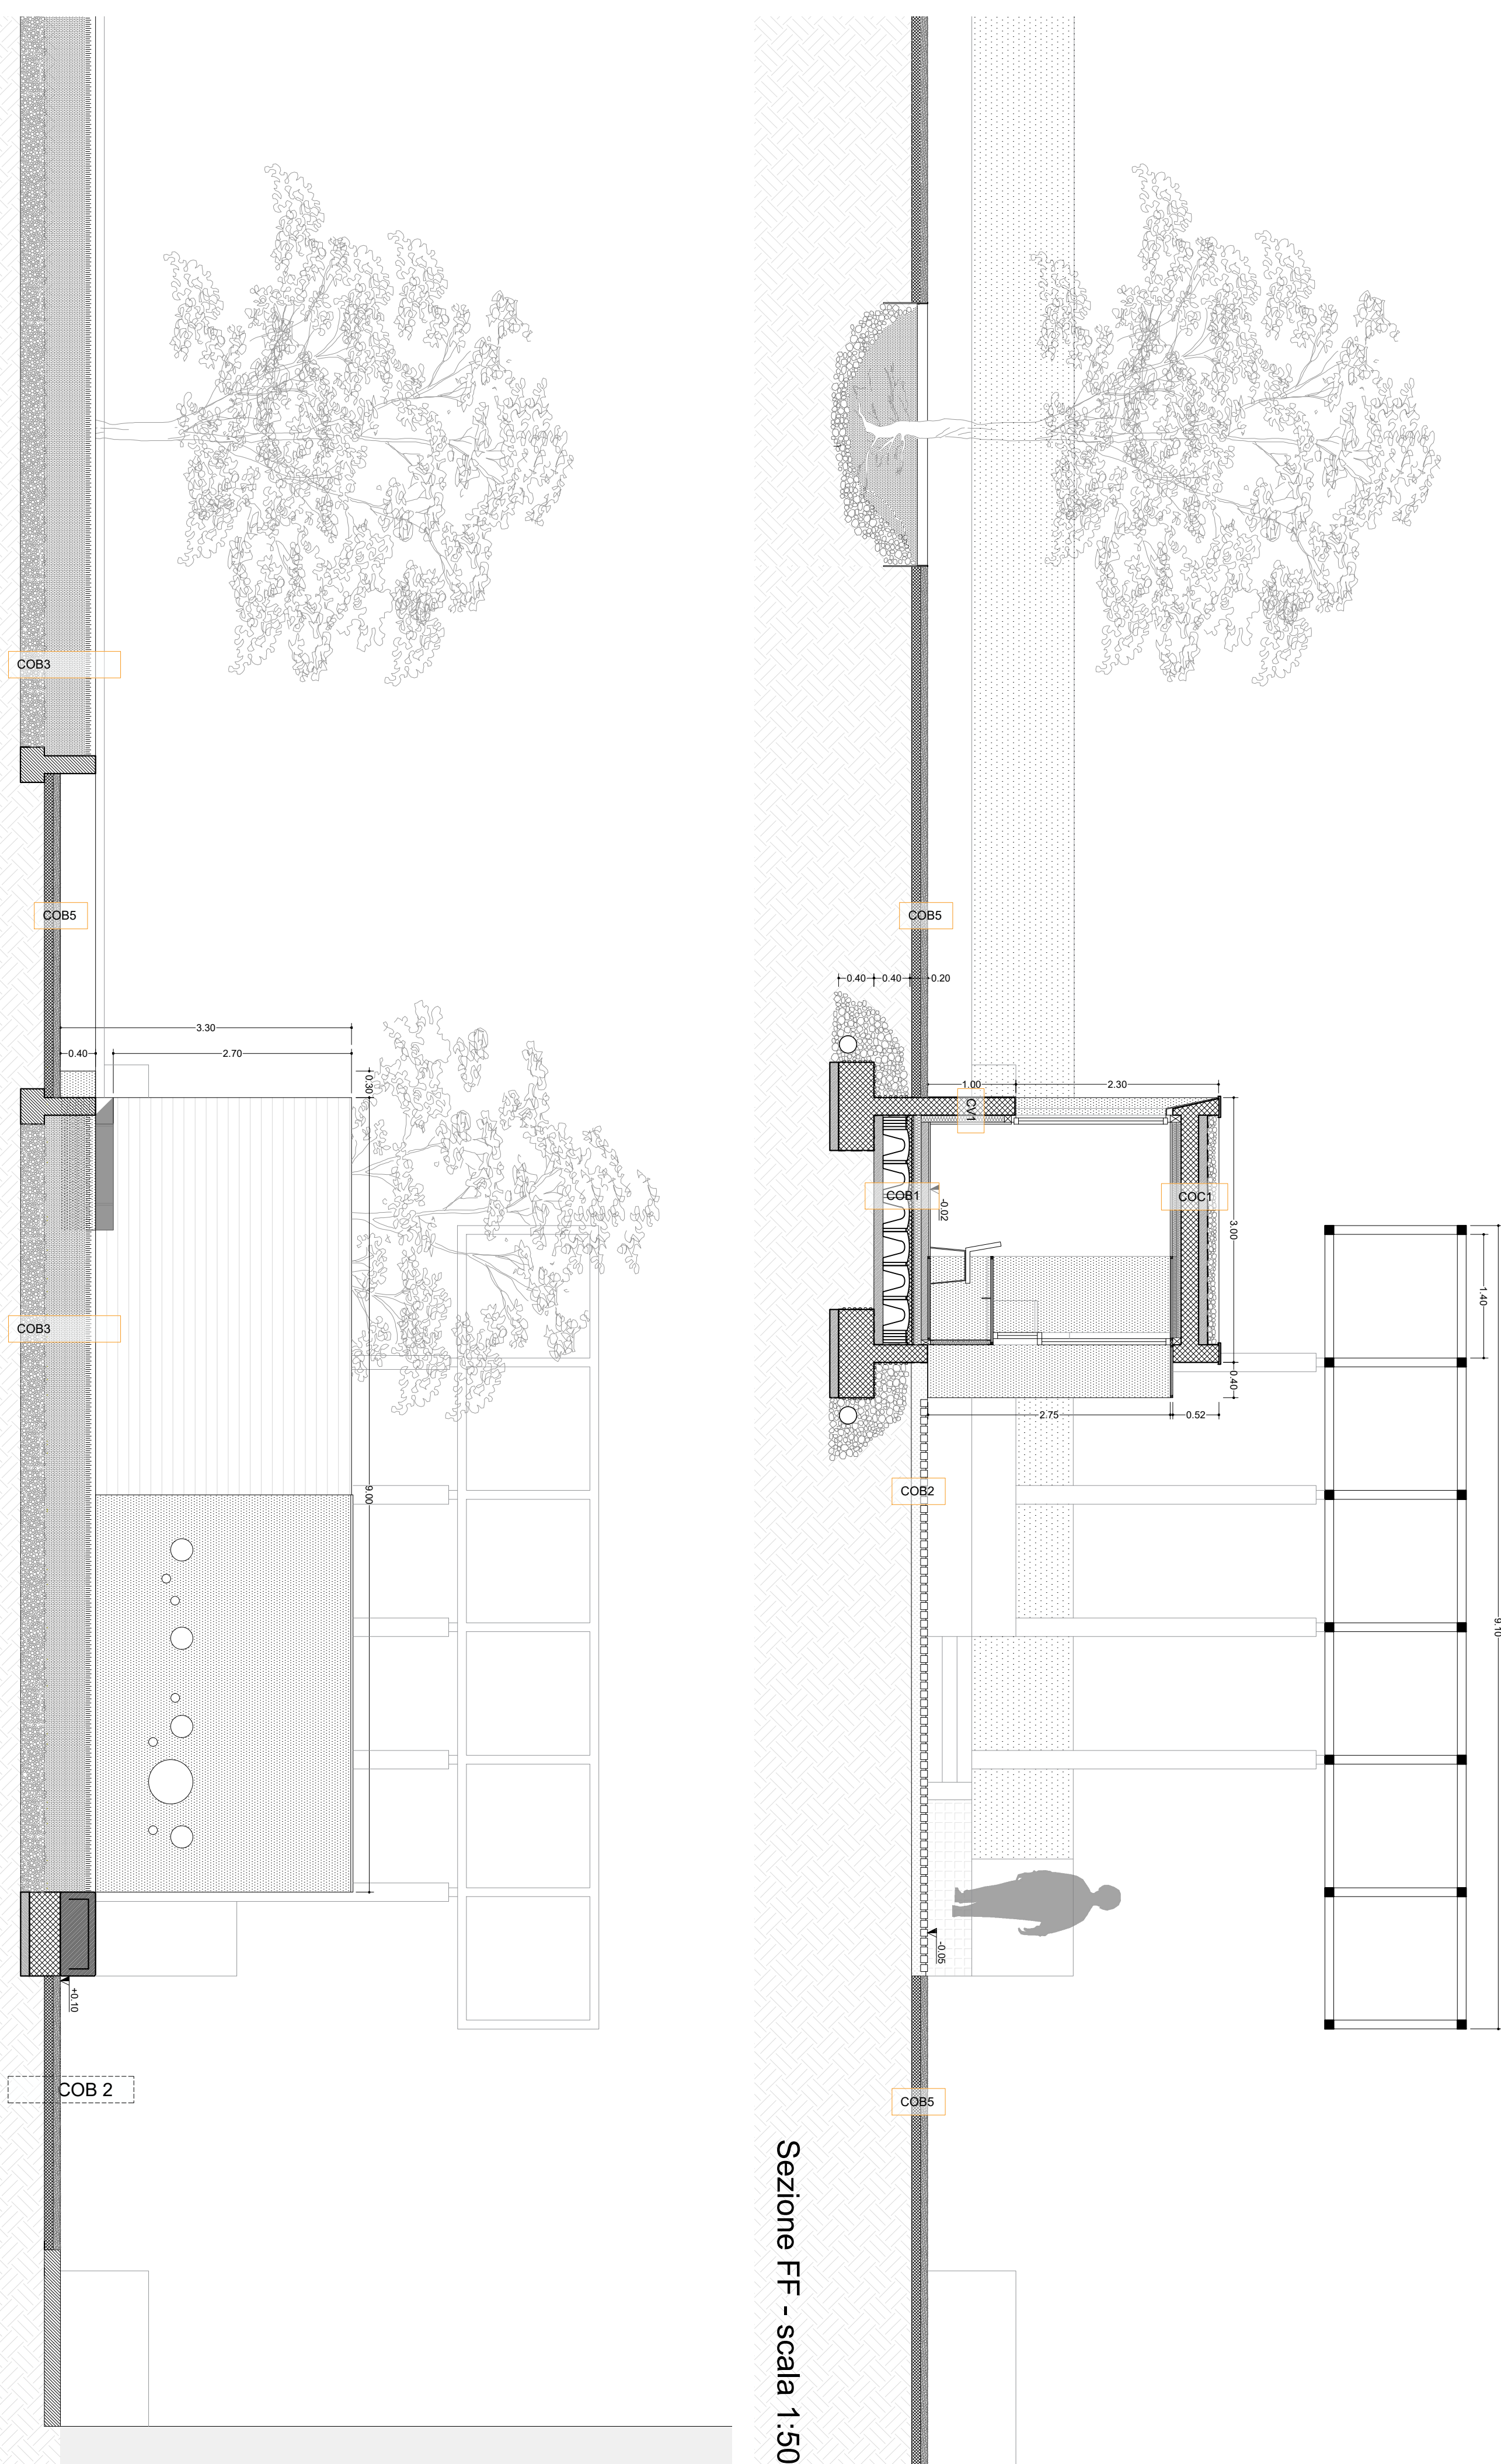 COB3
COB5
3.30
0.40
2.70
0.30
COB3
9.00
+0.10
COB 2
COB5
0.40
0.40
0.20
1.00
2.30
CV1
COB1
-0.02
COC1
3.00
1.40
0.40
2.75
0.52
COB2
9.10
-0.05
COB5
Sezione FF - scala 1:50